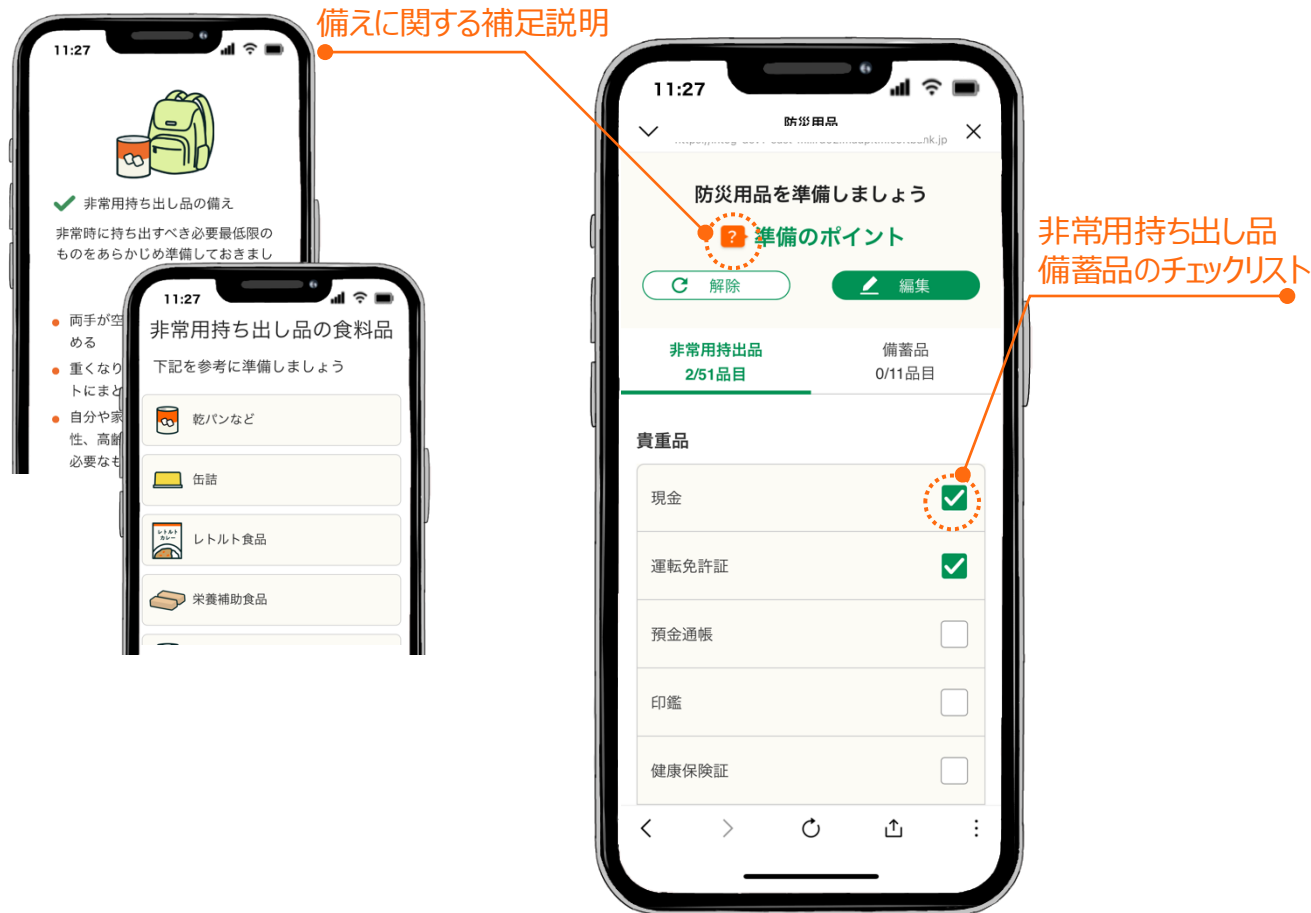 備えに関する補足説明
11:27
非常用持ち出し品の備え
非常時に持ち出すべき必要最低限の
ものをあらかじめ準備しておきまし
両手が空
める
重くなり
トにまと
自分や家
性、高齢
必要なも
11:27
非常用持ち出し品の食料品
下記を参考に準備しましょう
乾パンなど
缶詰
レトルト
カレー
レトルト食品
栄養補助食品
11:27
防災用品
nk.jp
防災用品を準備しましょう
? 準備のポイント
解除
編集
非常用持出品
2/51品目
備蓄品
0/11品目
貴重品
現金
運転免許証
預金通帳
印鑑
健康保険証
非常用持ち出し品
備蓄品のチェックリスト